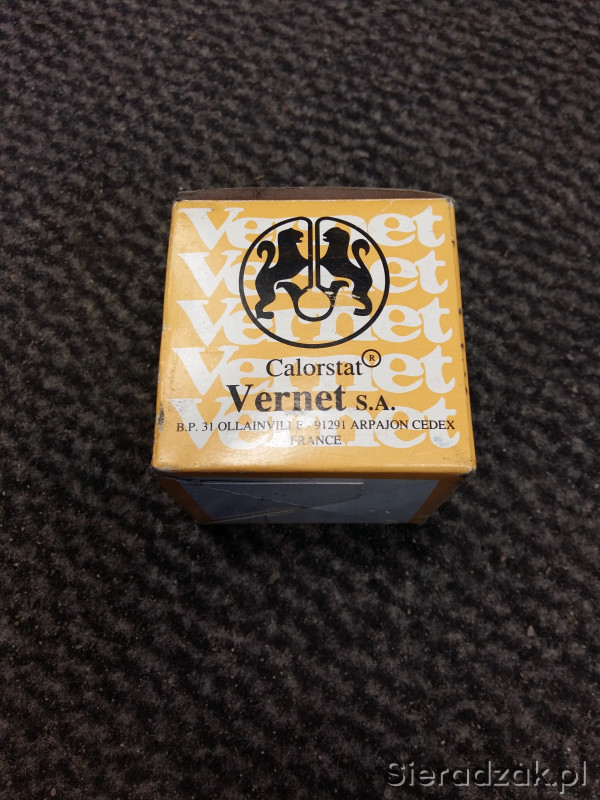 Vernet
Vernet
Vernet
Vernet
Vernet
Calorstat®
Vernet S.A.
B.P. 31 OLLAINVILLE - 91291 ARPAJON CEDEX
FRANCE
Sieradzak.pl